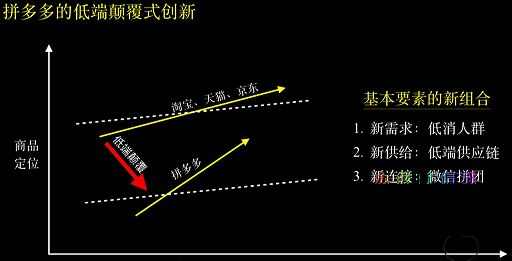 拼多多的低端颠覆式创新
淘宝、天猫、京东
基本要素的新组合
低端颠覆
1. 新需求：低消人群
商品
定位
拼多多
2. 新供给：低端供应链
3. 新连接：微信拼团